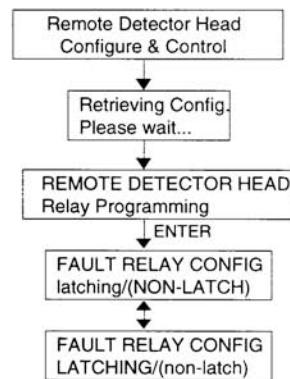 Remote Detector Head
Configure & Control
Retrieving Config.
Please wait...
REMOTE DETECTOR HEAD
Relay Programming
ENTER
FAULT RELAY CONFIG
latching/(NON-LATCH)
FAULT RELAY CONFIG
LATCHING/(non-latch)